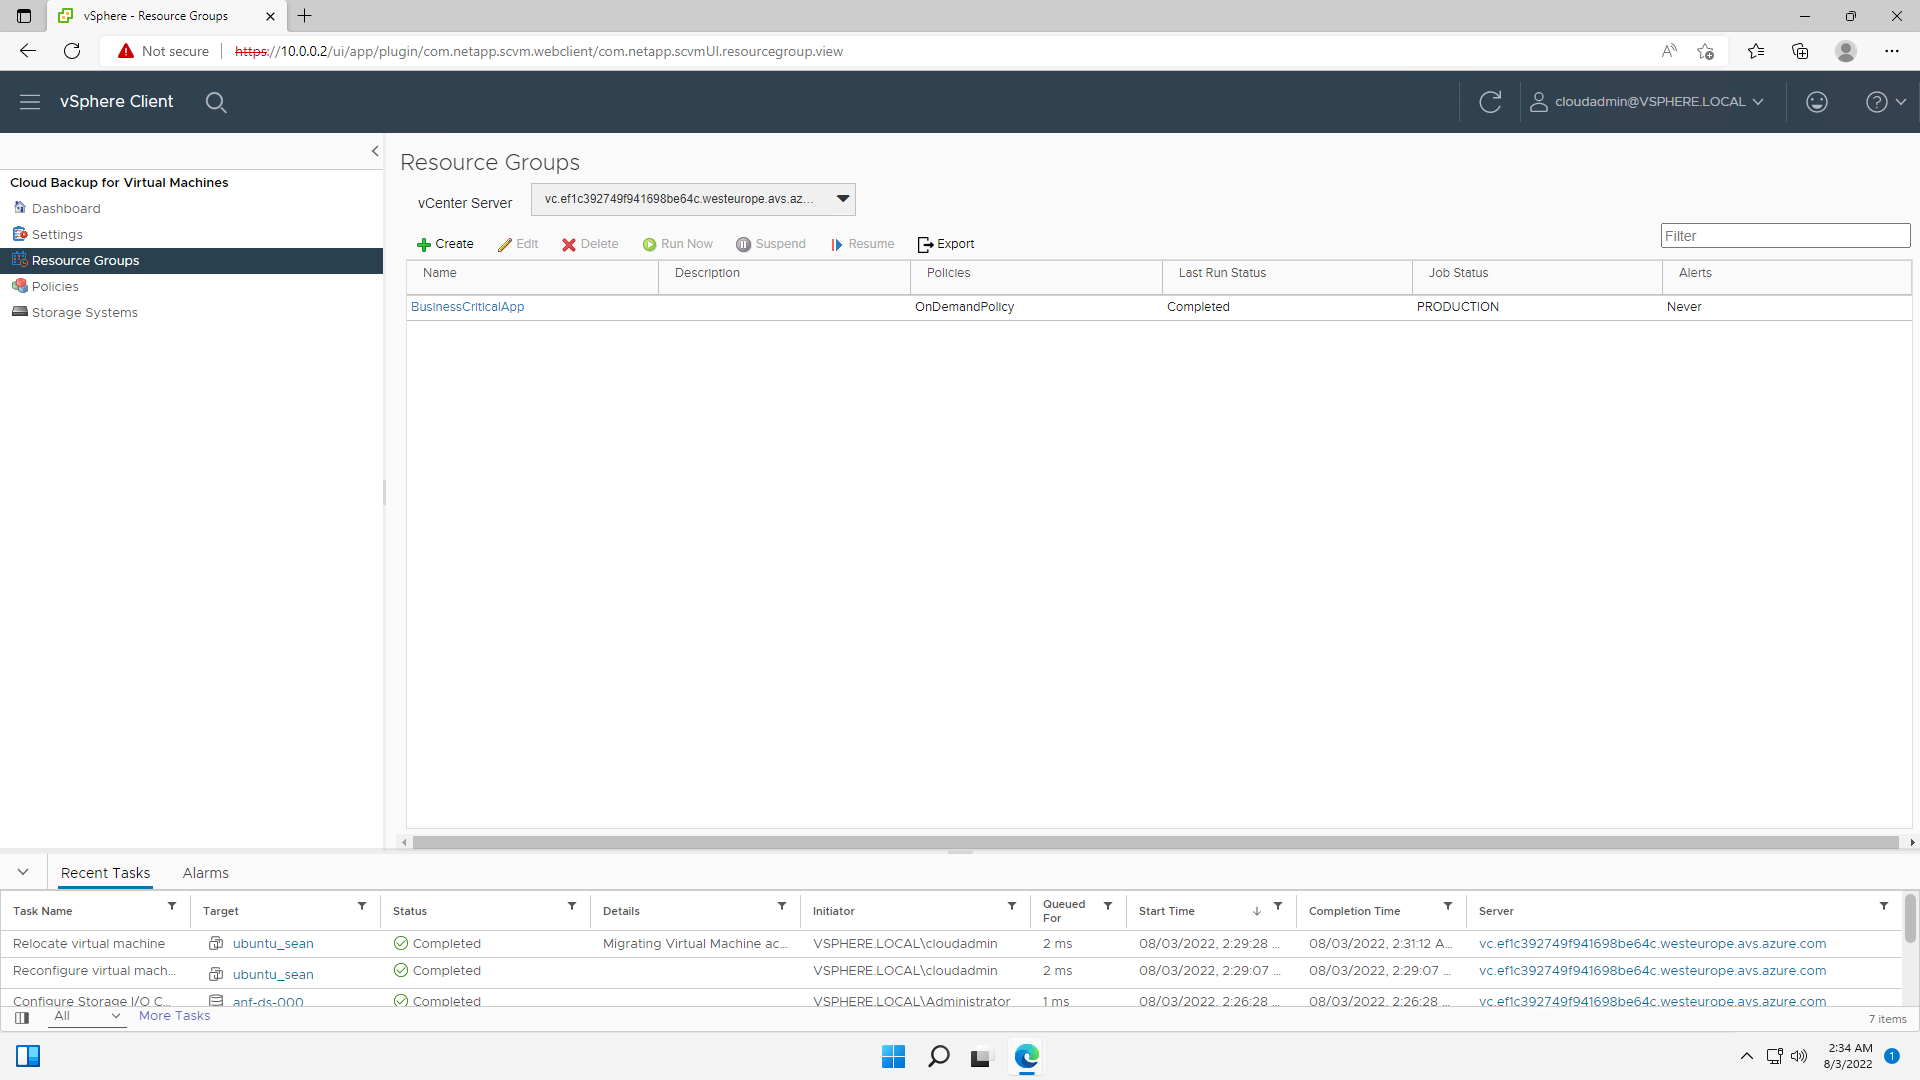 vSphere - Resource Groups
Not secure
https://10.0.0.2/ui/app/plugin/com.netapp.scvm.webclient/com.netapp.scvmUI.resourcegroup.view
vSphere Client
cloudadmin@VSPHERE.LOCAL
Cloud Backup for Virtual Machines
Dashboard
Settings
Resource Groups
Policies
Storage Systems
Resource Groups
vCenter Server
vc.ef1c392749f941698be64c.westeurope.avs.az...
Create Edit Delete Run Now Suspend Resume Export
Filter
Name Description Policies Last Run Status Job Status Alerts
BusinessCriticalApp OnDemandPolicy Completed PRODUCTION Never
Recent Tasks Alarms
Task Name Target Status Details Initiator Queued For Start Time Completion Time Server
Relocate virtual machine ubuntu_sean Completed Migrating Virtual Machine ac... VSPHERE.LOCAL\cloudadmin 2 ms 08/03/2022, 2:29:28 ... 08/03/2022, 2:31:12 A... vc.ef1c392749f941698be64c.westeurope.avs.azure.com
Reconfigure virtual mach... ubuntu_sean Completed VSPHERE.LOCAL\cloudadmin 2 ms 08/03/2022, 2:29:07 ... 08/03/2022, 2:29:07 ... vc.ef1c392749f941698be64c.westeurope.avs.azure.com
Configure Storage I/O C... anf-ds-000 Completed VSPHERE.LOCAL\Administrator 1 ms 08/03/2022, 2:26:28 ... 08/03/2022, 2:26:28 ... vc.ef1c392749f941698be64c.westeurope.avs.azure.com
All More Tasks 7 items
2:34 AM
8/3/2022
1